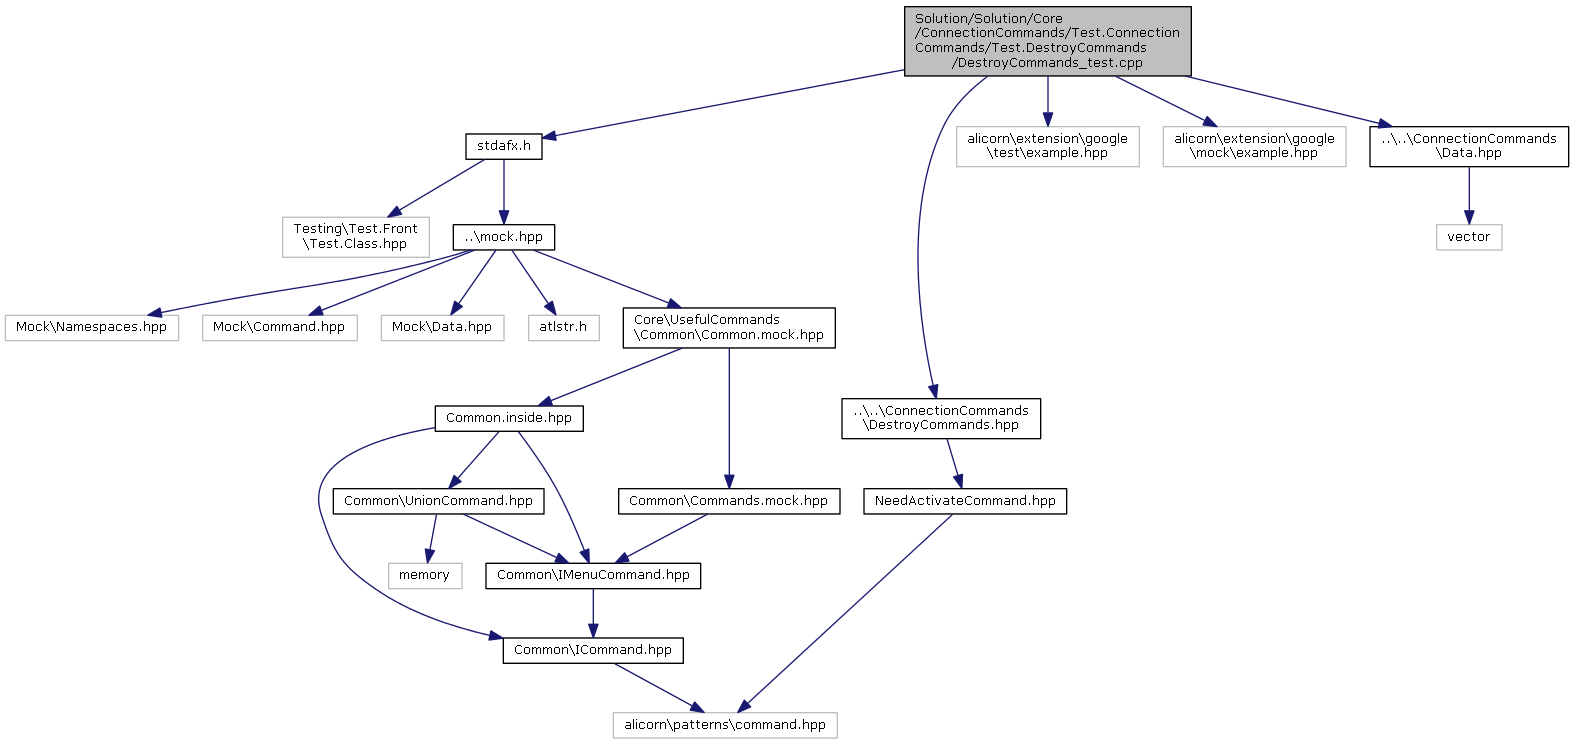 Solution/Solution/Core
/ConnectionCommands/Test.Connection
Commands/Test.DestroyCommands
/DestroyCommands_test.cpp
stdafx.h
alicorn\extension\google
\test\example.hpp
alicorn\extension\google
\mock\example.hpp
..\..\ConnectionCommands
\Data.hpp
Testing\Test.Front
\Test.Class.hpp
..\mock.hpp
vector
Mock\Namespaces.hpp
Mock\Command.hpp
Mock\Data.hpp
atlstr.h
Core\UsefulCommands
\Common\Common.mock.hpp
Common.inside.hpp
..\..\ConnectionCommands
\DestroyCommands.hpp
Common\UnionCommand.hpp
Common\Commands.mock.hpp
NeedActivateCommand.hpp
memory
Common\IMenuCommand.hpp
Common\ICommand.hpp
alicorn\patterns\command.hpp